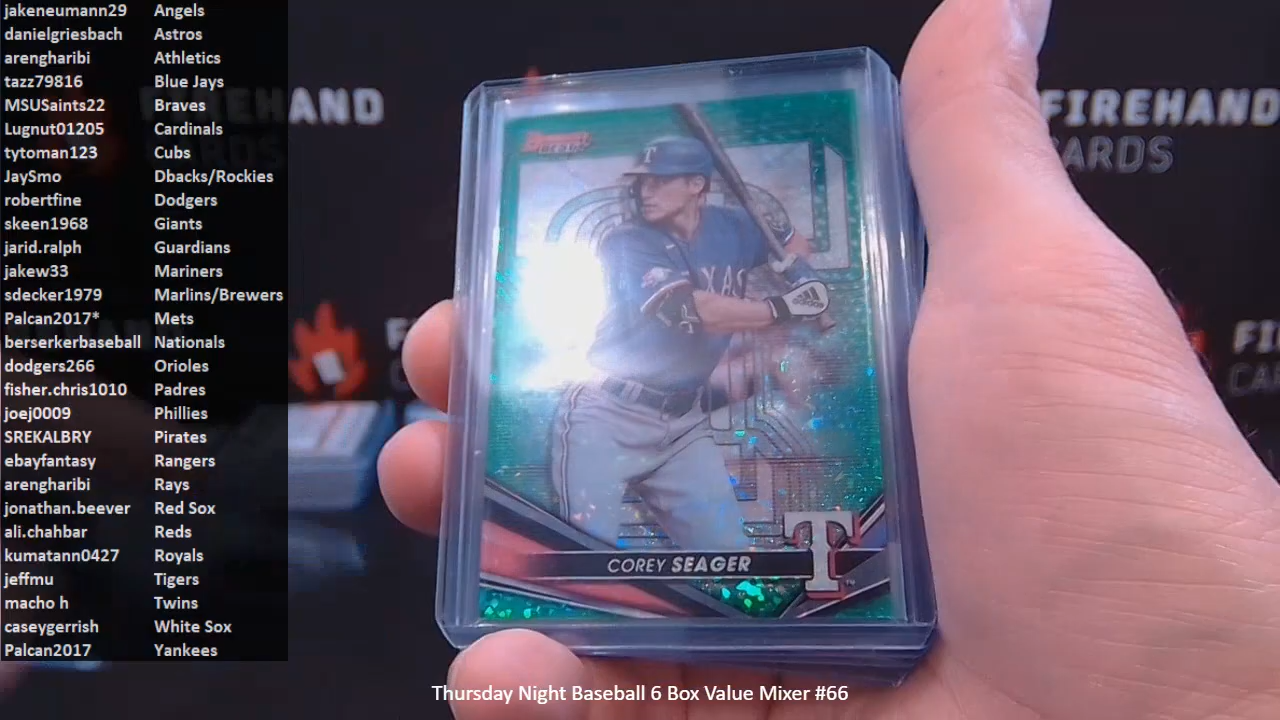 jakeneumann29 Angels
danielgriesbach Astros
arengharibi Athletics
tazz79816 Blue Jays
MSUSaints22 Braves
Lugnut01205 Cardinals
tytoman123 Cubs
JaySmo Dbacks/Rockies
robertfine Dodgers
skeen1968 Giants
jarid.ralph Guardians
jakew33 Mariners
sdecker1979 Marlins/Brewers
Palcan2017* Mets
berserkerbaseball Nationals
dodgers266 Orioles
fisher.chris1010 Padres
joej0009 Phillies
SREKALBRY Pirates
ebayfantasy Rangers
arengharibi Rays
jonathan.beever Red Sox
ali.chahbar Reds
kumatann0427 Royals
jeffmu Tigers
macho h Twins
caseygerrish White Sox
Palcan2017 Yankees
FIREHAND
CARDS
FIREHAND
CARDS
T
COREY SEAGER
T
Thursday Night Baseball 6 Box Value Mixer #66